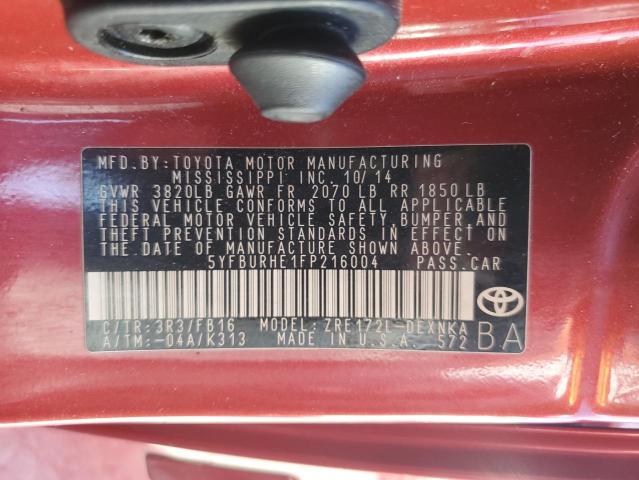 MFD. BY: TOYOTA MOTOR MANUFACTURING
MISSISSIPPI INC. 10/14
GVWR 3820LB GAWR FR 2070 LB RR 1850 LB
THIS VEHICLE CONFORMS TO ALL APPLICABLE
FEDERAL MOTOR VEHICLE SAFETY, BUMPER, AND
THEFT PREVENTION STANDARDS IN EFFECT ON
THE DATE OF MANUFACTURE SHOWN ABOVE.
5YFBURHE1FP216004 PASS. CAR
C/TR: 3R3/FB16 MODEL: ZRE172L-DEXNKA
A/TM: -04A/K313 MADE IN U.S.A. 572 BA